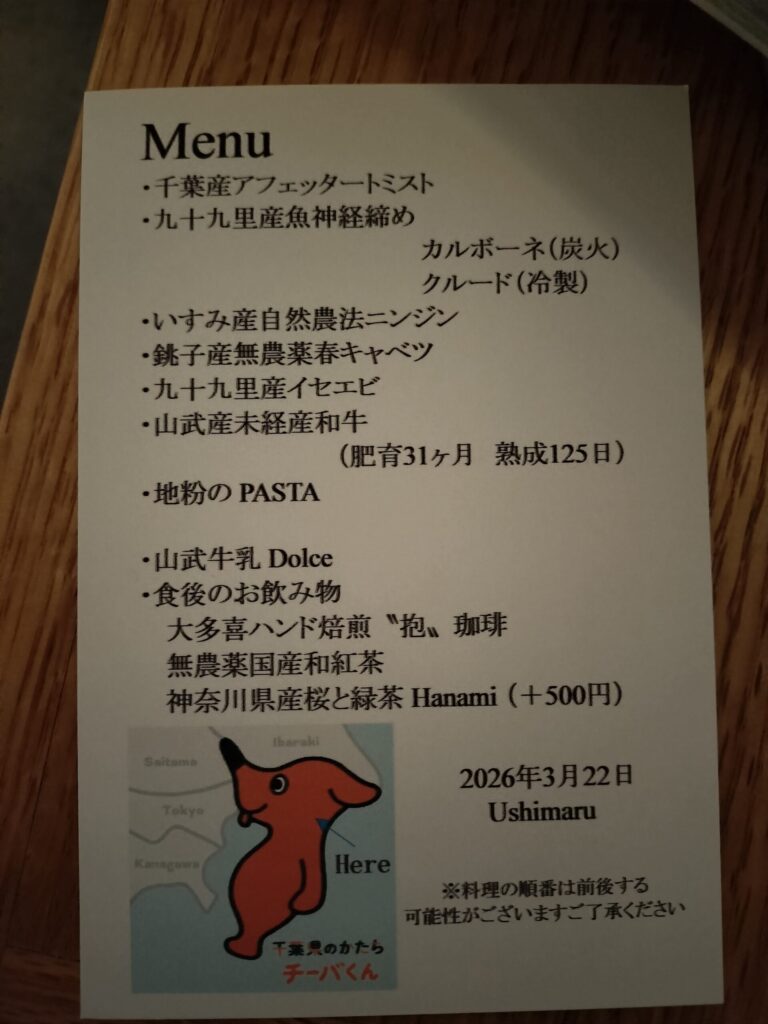 Menu
・千葉産アフェッタートミスト
・九十九里産魚神経締め
カルボーネ（炭火）
クルード（冷製）
・いすみ産自然農法ニンジン
・銚子産無農薬春キャベツ
・九十九里産イセエビ
・山武産未経産和牛
（肥育31ヶ月 熟成125日）
・地粉の PASTA
・山武牛乳 Dolce
・食後のお飲み物
大多喜ハンド焙煎〝抱〟珈琲
無農薬国産和紅茶
神奈川県産桜と緑茶 Hanami（＋500円）
Ibaraki
Saitama
Tokyo
Kanagawa
Here
千葉県のかたち
チーバくん
2026年3月22日
Ushimaru
※料理の順番は前後する
可能性がございますご了承ください